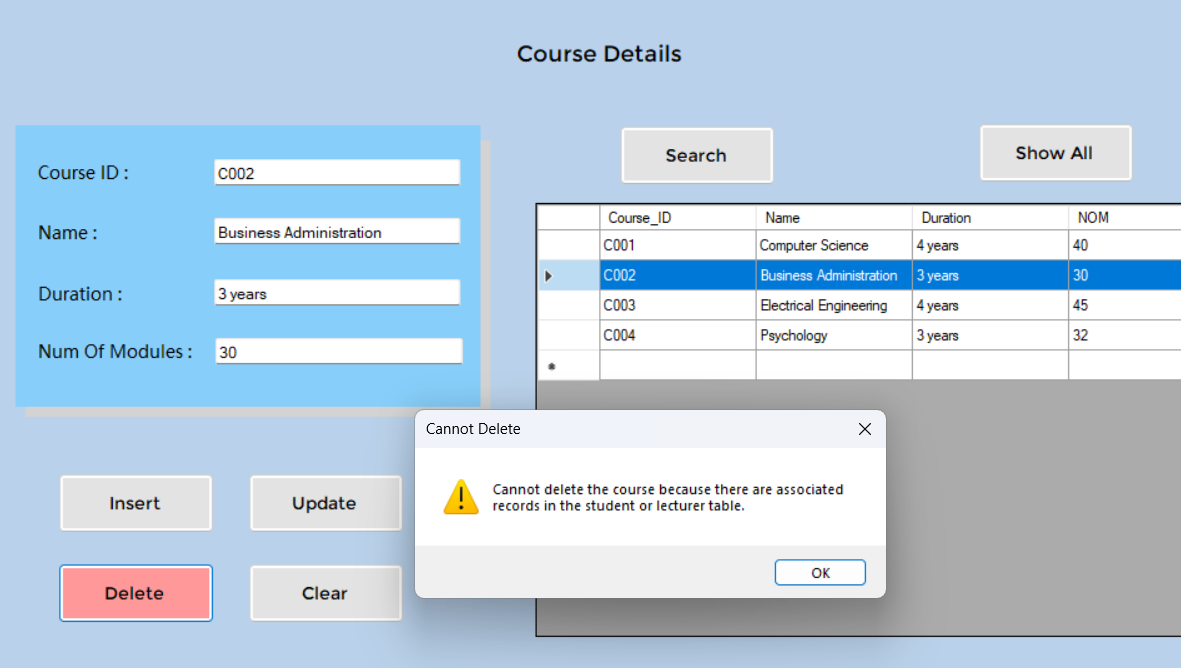 Course Details
Course ID : C002
Name : Business Administration
Duration : 3 years
Num Of Modules : 30
Search Show All
Course_ID Name Duration NOM
C001 Computer Science 4 years 40
C002 Business Administration 3 years 30
C003 Electrical Engineering 4 years 45
C004 Psychology 3 years 32
Insert Update
Delete Clear
Cannot Delete
Cannot delete the course because there are associated
records in the student or lecturer table.
OK